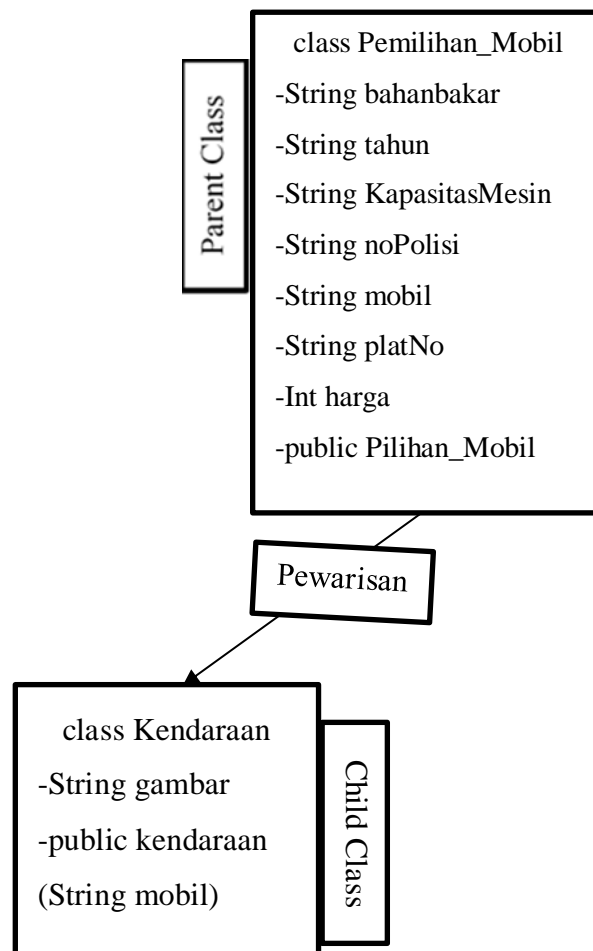 class Pemilihan_Mobil
-String bahanbakar
-String tahun
-String KapasitasMesin
-String noPolisi
-String mobil
-String platNo
-Int harga
-public Pilihan_Mobil
Parent Class
Pewarisan
class Kendaraan
-String gambar
-public kendaraan
(String mobil)
Child Class